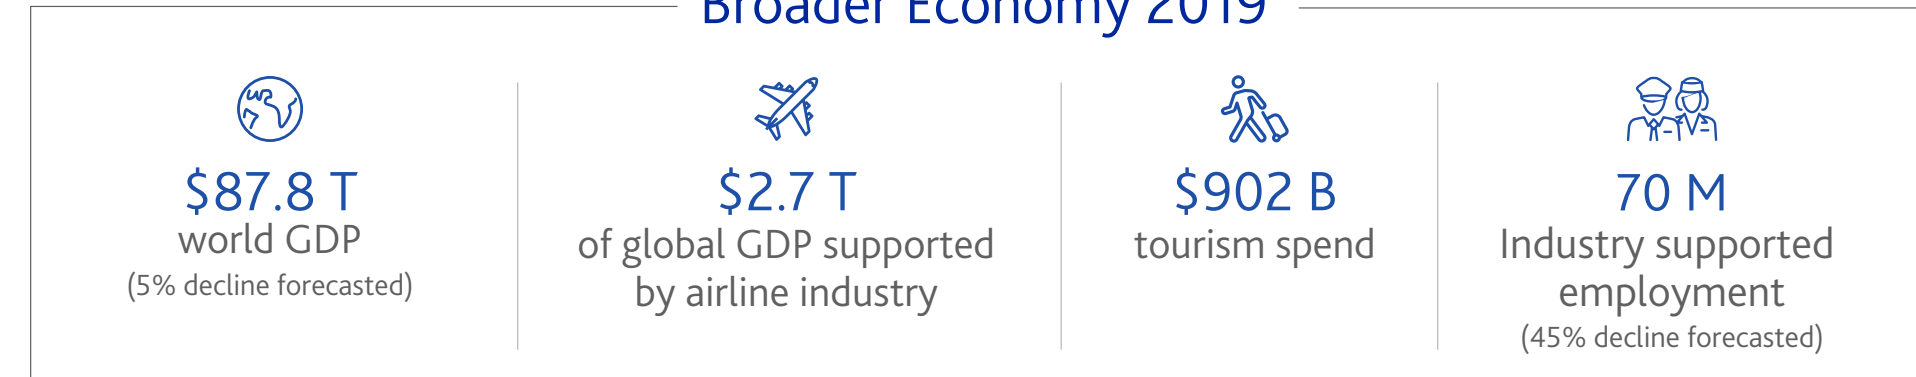 Broader Economy 2019
$87.8 T
world GDP
(5% decline forecasted)
$2.7 T
of global GDP supported
by airline industry
$902 B
tourism spend
70 M
Industry supported
employment
(45% decline forecasted)